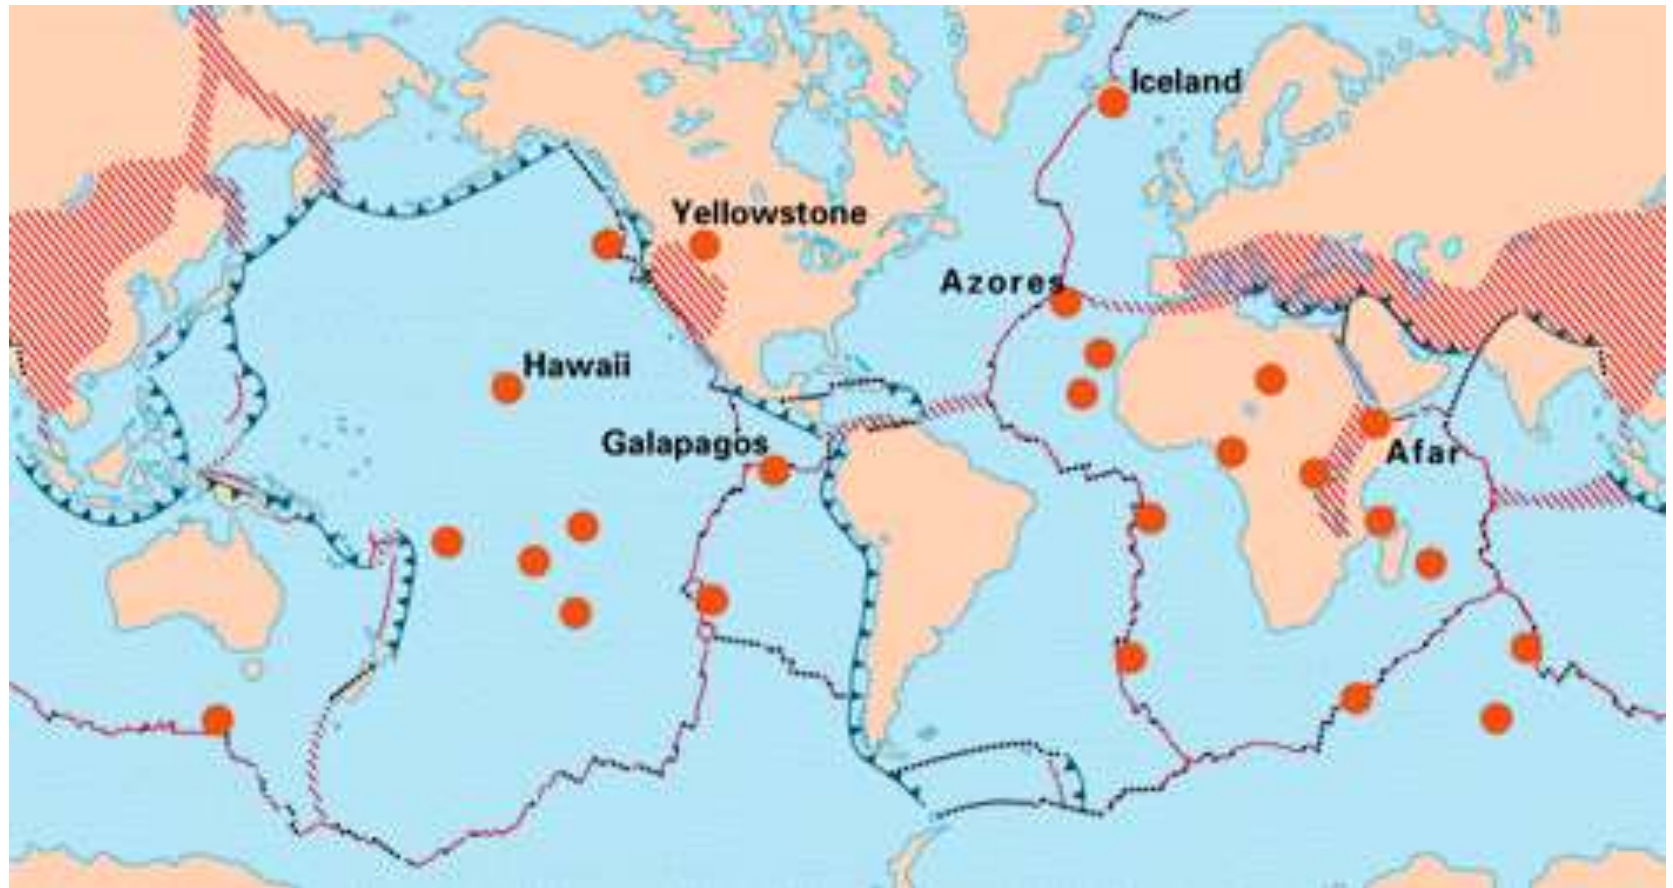 Iceland
Yellowstone
Azores
Hawaii
Galapagos
Afar